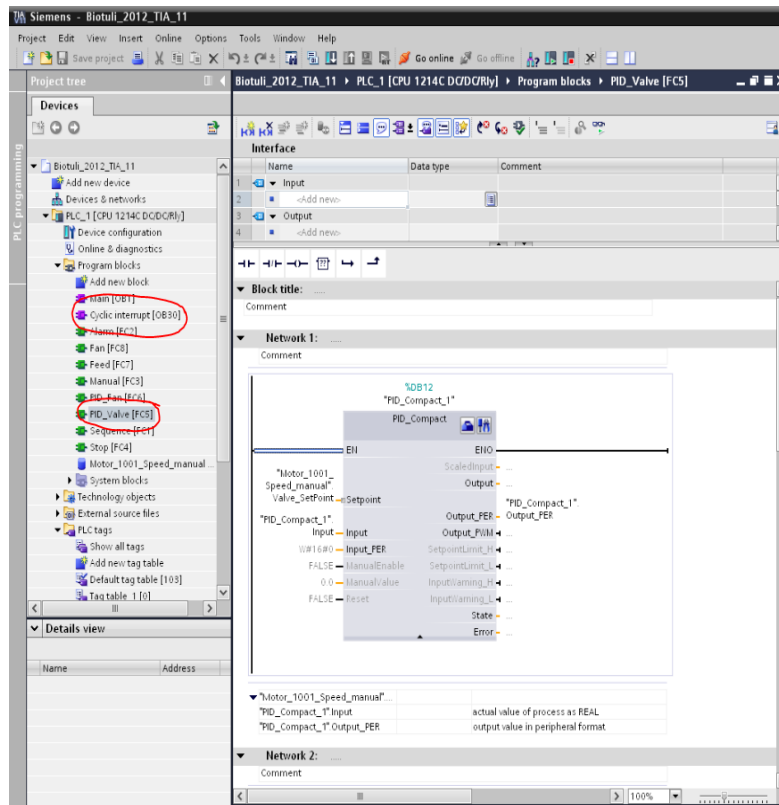 Siemens - Biotuli_2012_TIA_11
Project Edit View Insert Online Options Tools Window Help
Save project Go online Go offline
Project tree
Biotuli_2012_TIA_11 PLC_1 [CPU 1214C DC/DC/Rly] Program blocks PID_Valve [FC5]
Devices
PLC programming
Biotuli_2012_TIA_11
Add new device
Devices & networks
PLC_1 [CPU 1214C DC/DC/Rly]
Device configuration
Online & diagnostics
Program blocks
Add new block
Main [OB1]
Cyclic interrupt [OB30]
Alarm [FC2]
Fan [FC8]
Feed [FC7]
Manual [FC3]
PID_Fan [FC6]
PID_Valve [FC5]
Sequence [FC1]
Stop [FC4]
Motor_1001_Speed_manual ...
System blocks
Technology objects
External source files
PLC tags
Show all tags
Add new tag table
Default tag table [103]
Tag table_1 [0]
Details view
Name Address
Interface
Name Data type Comment
1 Input
2 <Add new>
3 Output
4 <Add new>
Block title: .....
Comment
Network 1: .....
Comment
%DB12
"PID_Compact_1"
PID_Compact
EN ENO
ScaledInput ...
Output ...
"Motor_1001_
Speed_manual".
Valve_SetPoint Setpoint
"PID_Compact_1".
Output_PER Output_PER
"PID_Compact_1".
Input Input
Output_PWM ...
W#16#0 Input_PER SetpointLimit_H ...
FALSE ManualEnable SetpointLimit_L ...
0.0 ManualValue InputWarning_H ...
FALSE Reset InputWarning_L ...
State ...
Error ...
"Motor_1001_Speed_manual"....
"PID_Compact_1".Input actual value of process as REAL
"PID_Compact_1".Output_PER output value in peripheral format
Network 2: .....
Comment
100%